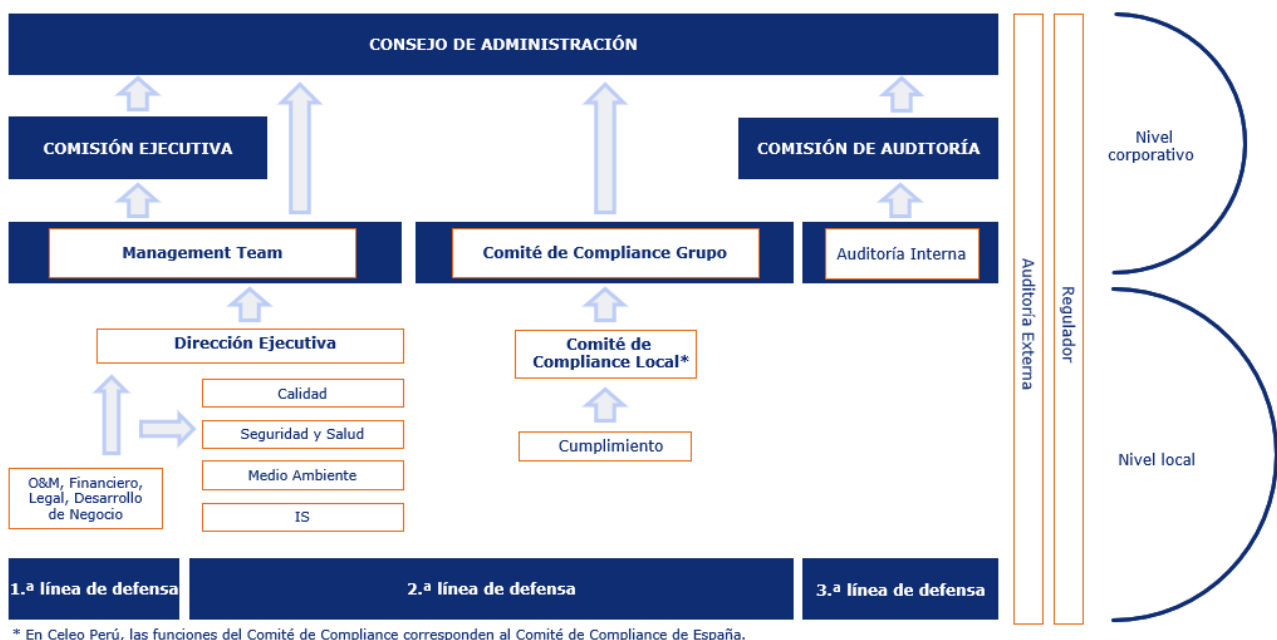 CONSEJO DE ADMINISTRACIÓN
COMISIÓN EJECUTIVA
COMISIÓN DE AUDITORÍA
Management Team
Comité de Compliance Grupo
Auditoría Interna
Dirección Ejecutiva
Comité de
Compliance Local*
Calidad
Seguridad y Salud
Cumplimiento
Medio Ambiente
O&M, Financiero,
Legal, Desarrollo
de Negocio
IS
1.ª línea de defensa
2.ª línea de defensa
3.ª línea de defensa
Auditoría Externa
Regulador
Nivel
corporativo
Nivel local
* En Celeo Perú, las funciones del Comité de Compliance corresponden al Comité de Compliance de España.